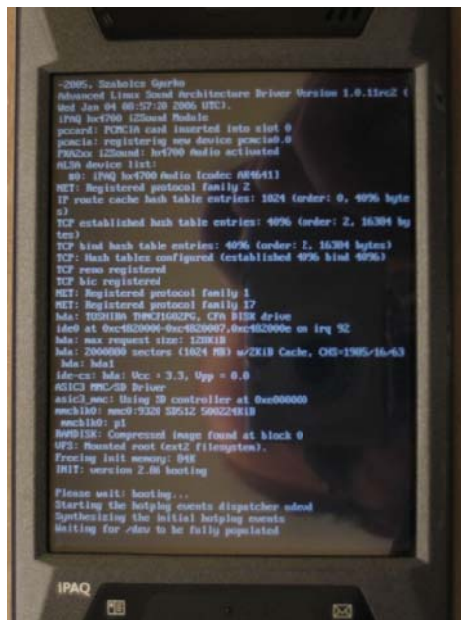 -2005, Szabolcs Gyurko
Advanced Linux Sound Architecture Driver Version 1.0.11rc2 (
Wed Jan 04 08:57:20 2006 UTC).
iPAQ hx4700 i2Sound Module
pccard: PCMCIA card inserted into slot 0
pcmcia: registering new device pcmcia0.0
PXA2xx i2Sound: hx4700 Audio activated
ALSA device list:
#0: iPAQ hx4700 Audio [codec AK4641]
NET: Registered protocol family 2
IP route cache hash table entries: 1024 (order: 0, 4096 byte
s)
TCP established hash table entries: 4096 (order: 2, 16384 by
tes)
TCP bind hash table entries: 4096 (order: 2, 16384 bytes)
TCP: Hash tables configured (established 4096 bind 4096)
TCP reno registered
TCP bic registered
NET: Registered protocol family 1
NET: Registered protocol family 17
hda: TOSHIBA THNCF1G02PG, CFA DISK drive
ide0 at 0xc4820000-0xc4820007,0xc482000e on irq 92
hda: max request size: 128KiB
hda: 2000880 sectors (1024 MB) w/2KiB Cache, CHS=1985/16/63
hda: hda1
ide-cs: hda: Vcc = 3.3, Vpp = 0.0
ASIC3 MMC/SD Driver
asic3_mmc: Using SD controller at 0xe000000
mmcblk0: mmc0:9320 SD512 500224KiB
mmcblk0: p1
RAMDISK: Compressed image found at block 0
VFS: Mounted root (ext2 filesystem).
Freeing init memory: 84K
INIT: version 2.86 booting
Please wait: booting...
Starting the hotplug events dispatcher udevd
Synthesizing the initial hotplug events
Waiting for /dev to be fully populated
iPAQ